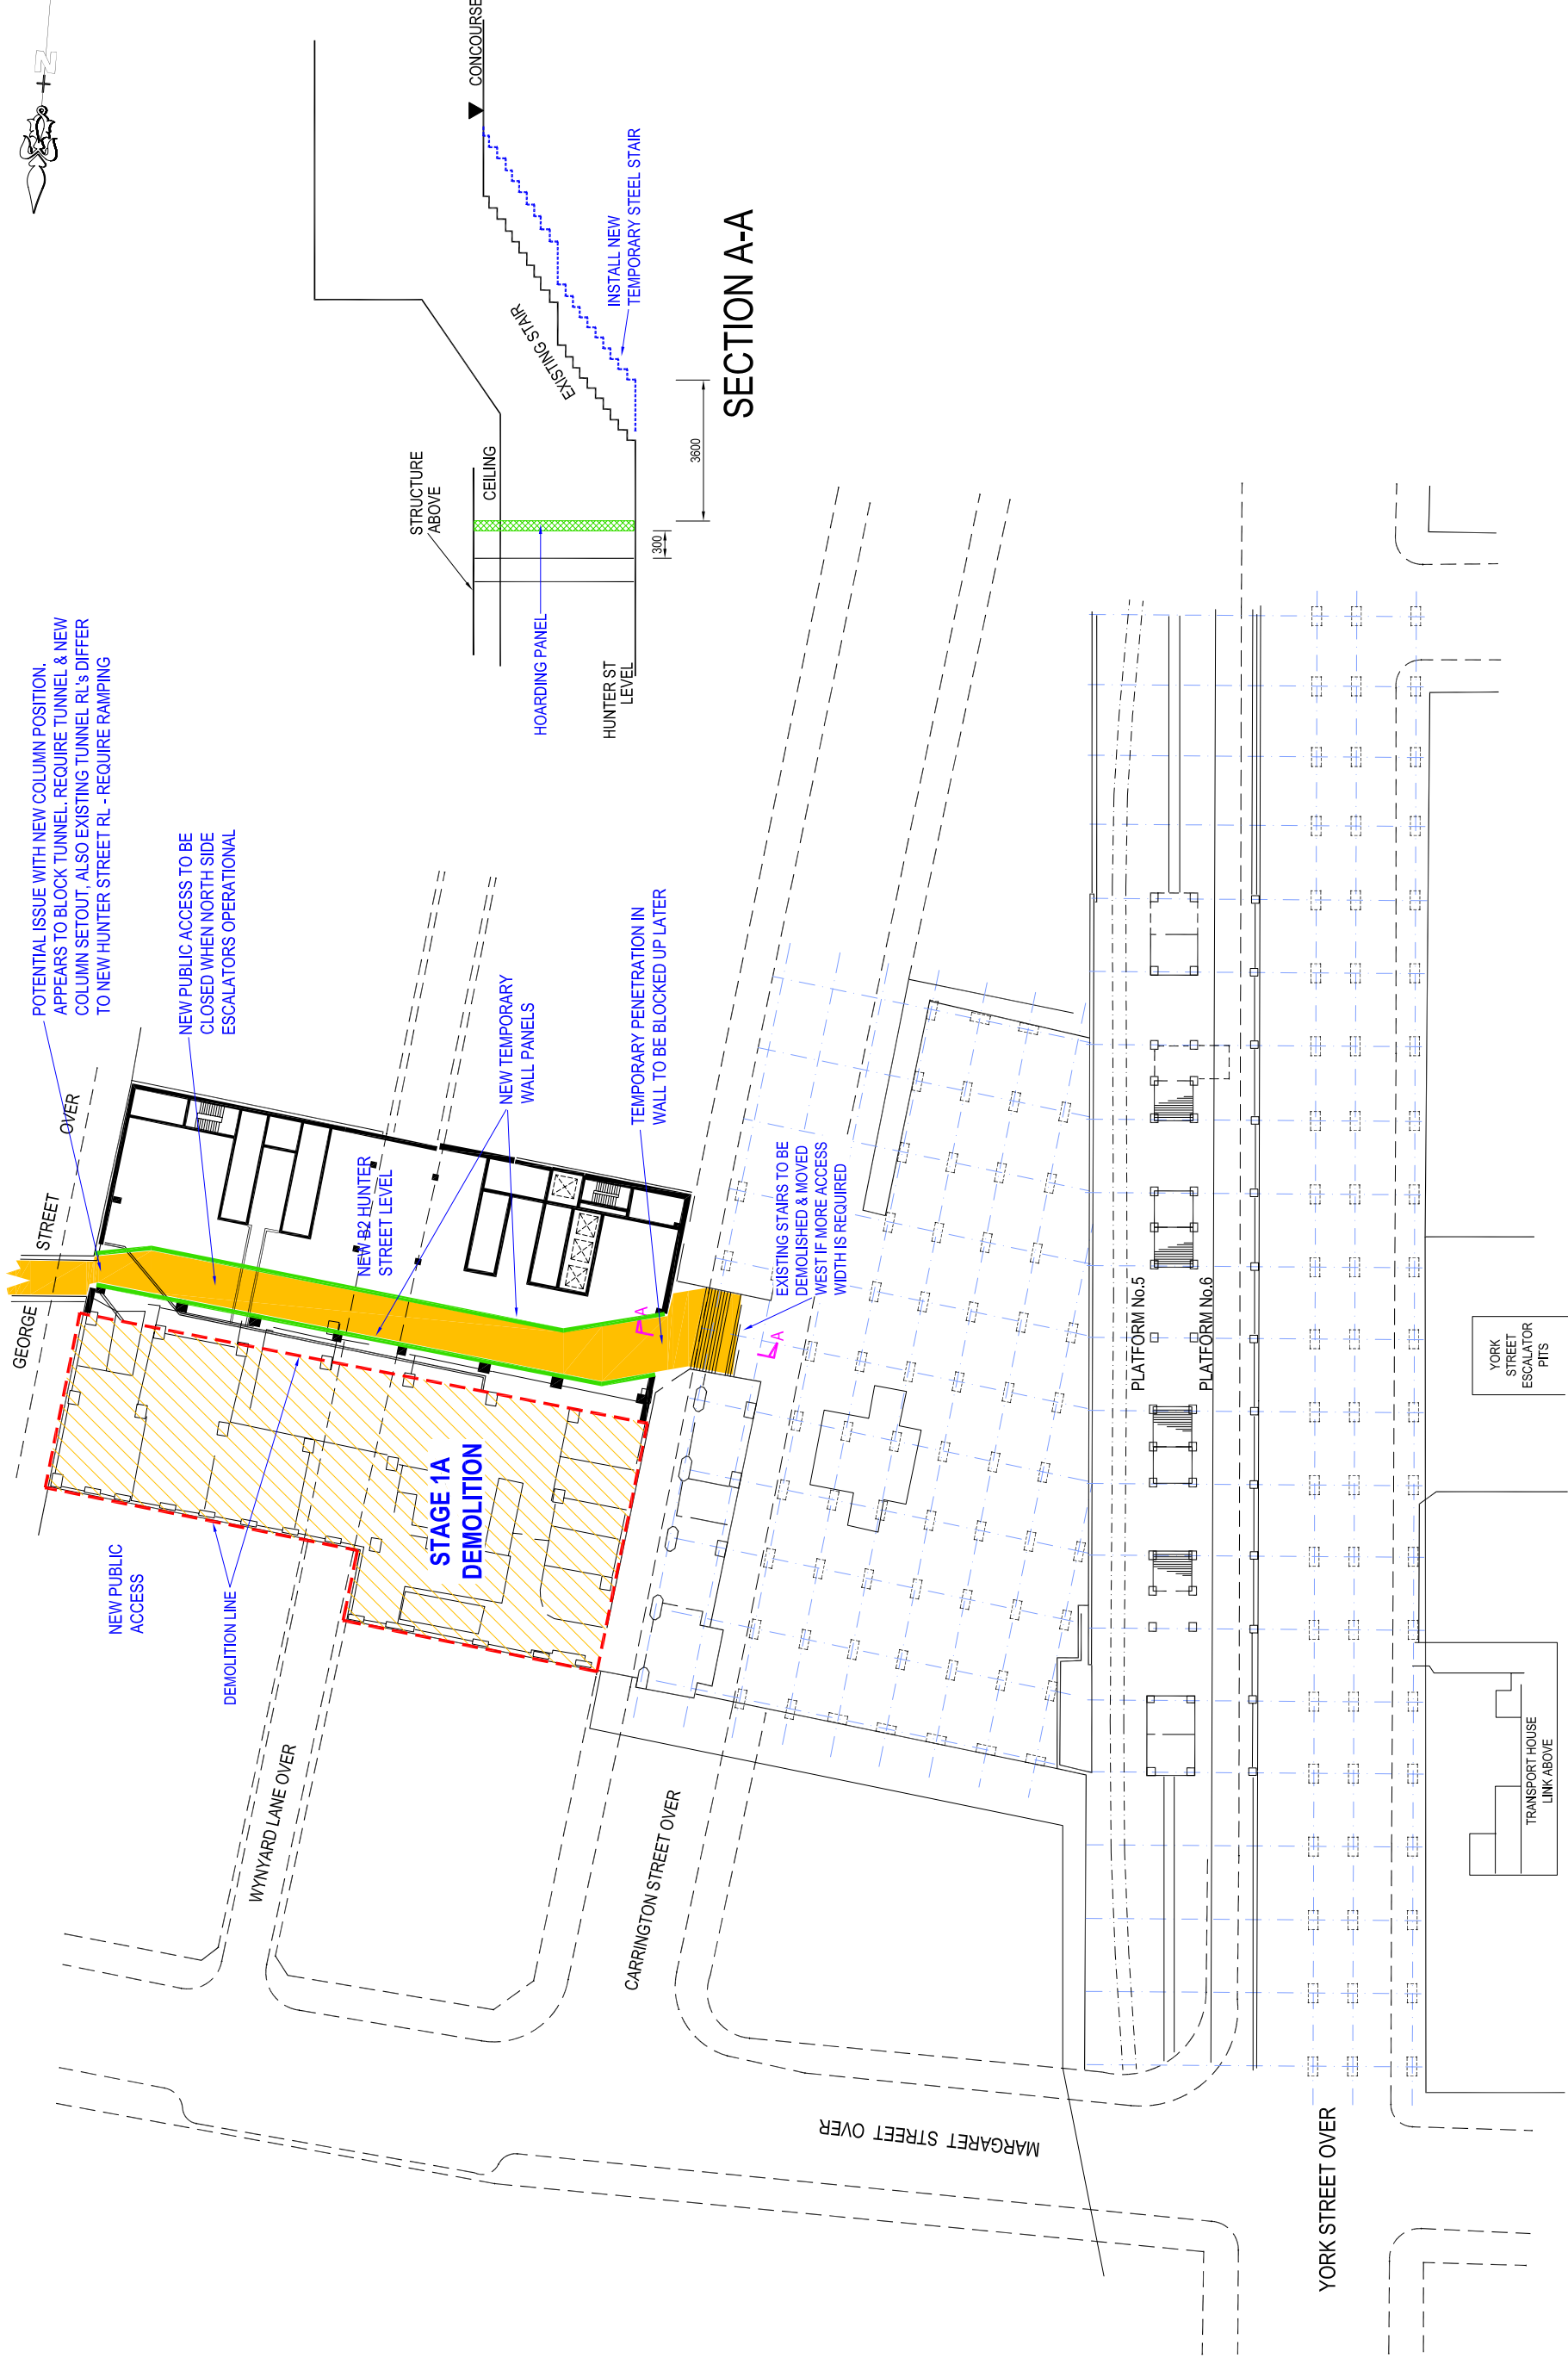 N
CONCOURSE
EXISTING STAIR
INSTALL NEW
TEMPORARY STEEL STAIR
STRUCTURE
ABOVE
CEILING
3600
300
HOARDING PANEL
HUNTER ST
LEVEL
SECTION A-A
POTENTIAL ISSUE WITH NEW COLUMN POSITION.
APPEARS TO BLOCK TUNNEL. REQUIRE TUNNEL & NEW
COLUMN SETOUT, ALSO EXISTING TUNNEL RL's DIFFER
TO NEW HUNTER STREET RL - REQUIRE RAMPING
NEW PUBLIC ACCESS TO BE
CLOSED WHEN NORTH SIDE
ESCALATORS OPERATIONAL
NEW TEMPORARY
WALL PANELS
TEMPORARY PENETRATION IN
WALL TO BE BLOCKED UP LATER
EXISTING STAIRS TO BE
DEMOLISHED & MOVED
WEST IF MORE ACCESS
WIDTH IS REQUIRED
GEORGE STREET OVER
NEW B2 HUNTER
STREET LEVEL
A
A
STAGE 1A
DEMOLITION
NEW PUBLIC
ACCESS
DEMOLITION LINE
WYNYARD LANE OVER
CARRINGTON STREET OVER
MARGARET STREET OVER
PLATFORM No.5
PLATFORM No.6
YORK
STREET
ESCALATOR
PITS
TRANSPORT HOUSE
LINK ABOVE
YORK STREET OVER